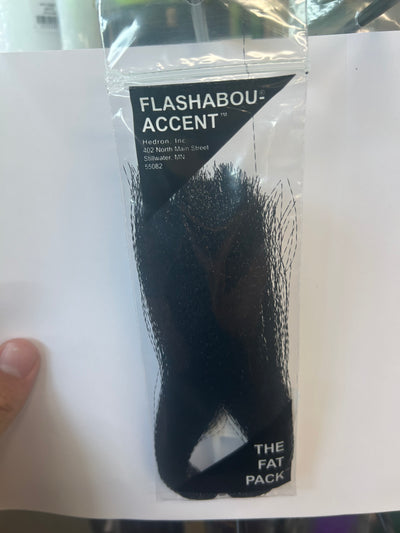 FLASHABOU-®
ACCENT™
Hedron, Inc.
402 North Main Street
Stillwater, MN
55082
THE
FAT
PACK